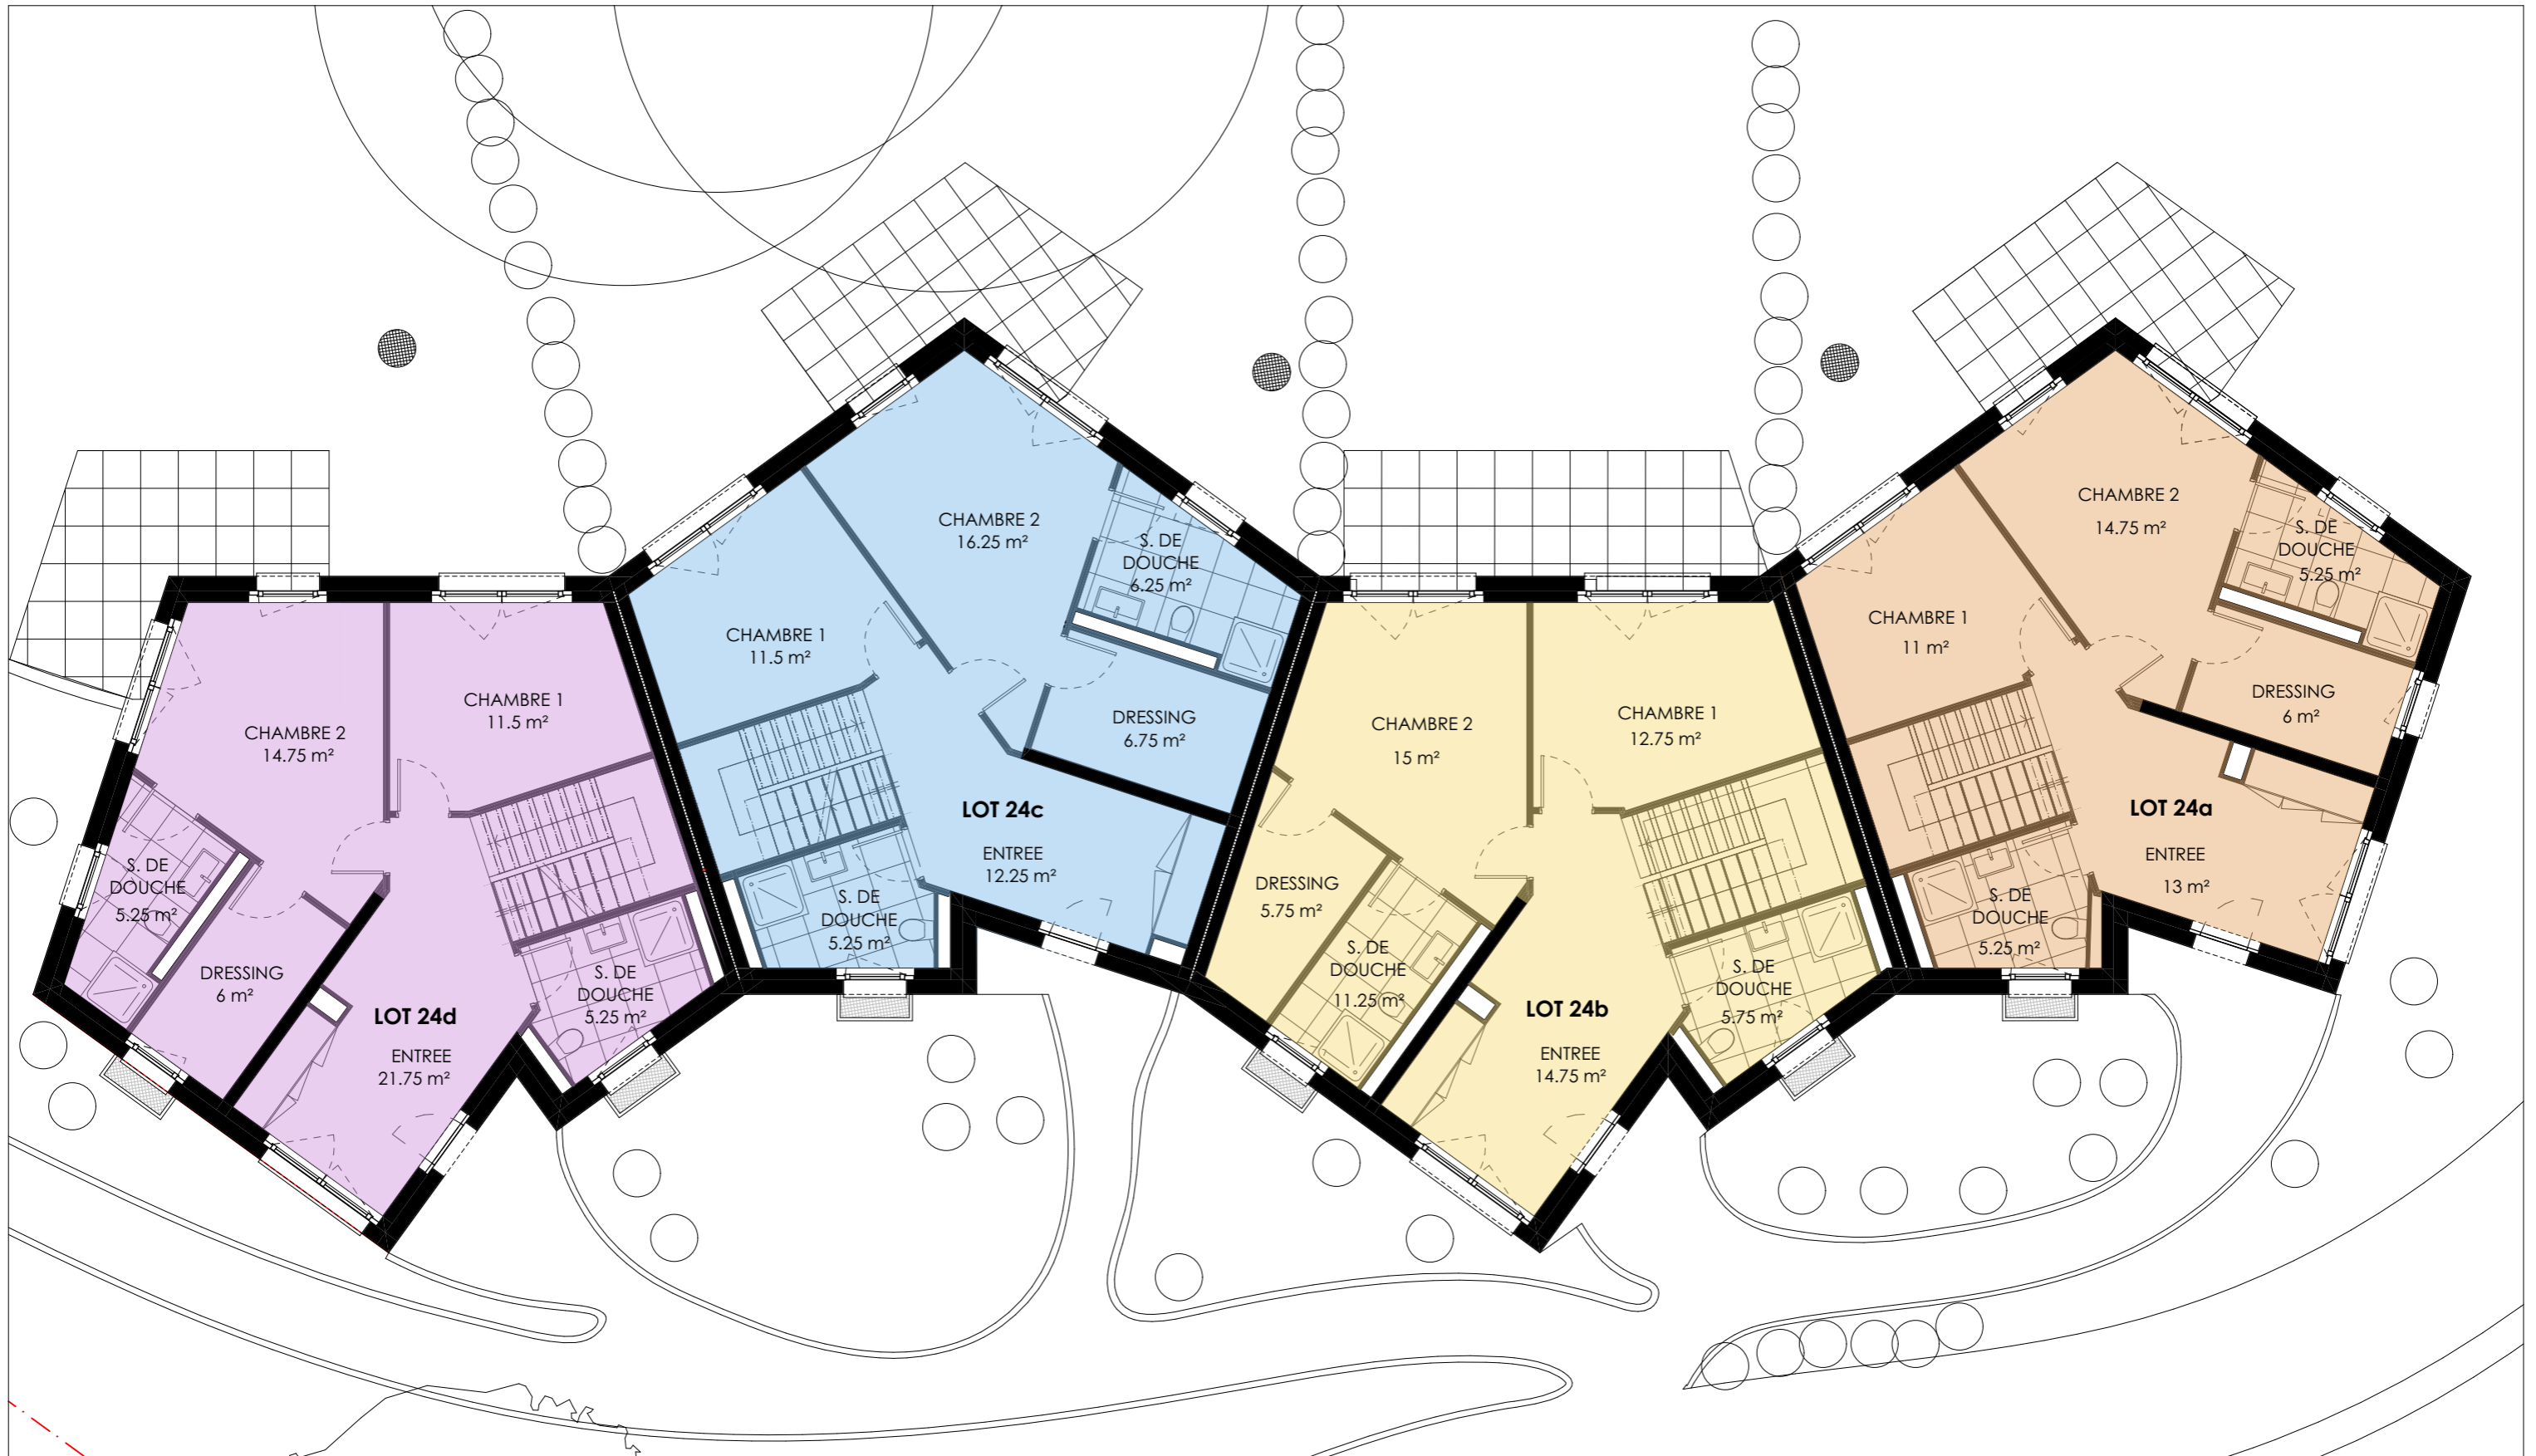 CHAMBRE 2
14.75 m²
CHAMBRE 1
11.5 m²
S. DE
DOUCHE
5.25 m²
DRESSING
6 m²
LOT 24d
ENTREE
21.75 m²
S. DE
DOUCHE
5.25 m²
CHAMBRE 2
16.25 m²
S. DE
DOUCHE
6.25 m²
CHAMBRE 1
11.5 m²
DRESSING
6.75 m²
LOT 24c
ENTREE
12.25 m²
S. DE
DOUCHE
5.25 m²
CHAMBRE 2
15 m²
CHAMBRE 1
12.75 m²
DRESSING
5.75 m²
S. DE
DOUCHE
11.25 m²
LOT 24b
ENTREE
14.75 m²
S. DE
DOUCHE
5.75 m²
CHAMBRE 2
14.75 m²
S. DE
DOUCHE
5.25 m²
CHAMBRE 1
11 m²
DRESSING
6 m²
LOT 24a
ENTREE
13 m²
S. DE
DOUCHE
5.25 m²